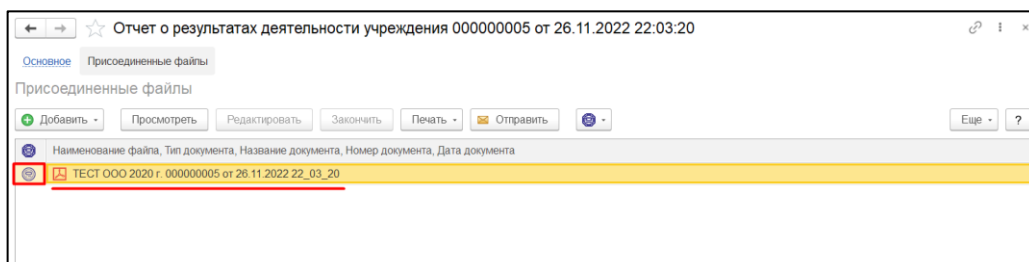 Отчет о результатах деятельности учреждения 000000005 от 26.11.2022 22:03:20
Основное Присоединенные файлы
Присоединенные файлы
Добавить Просмотреть Редактировать Закончить Печать Отправить Еще ?
Наименование файла, Тип документа, Название документа, Номер документа, Дата документа
ТЕСТ ООО 2020 г. 000000005 от 26.11.2022 22_03_20